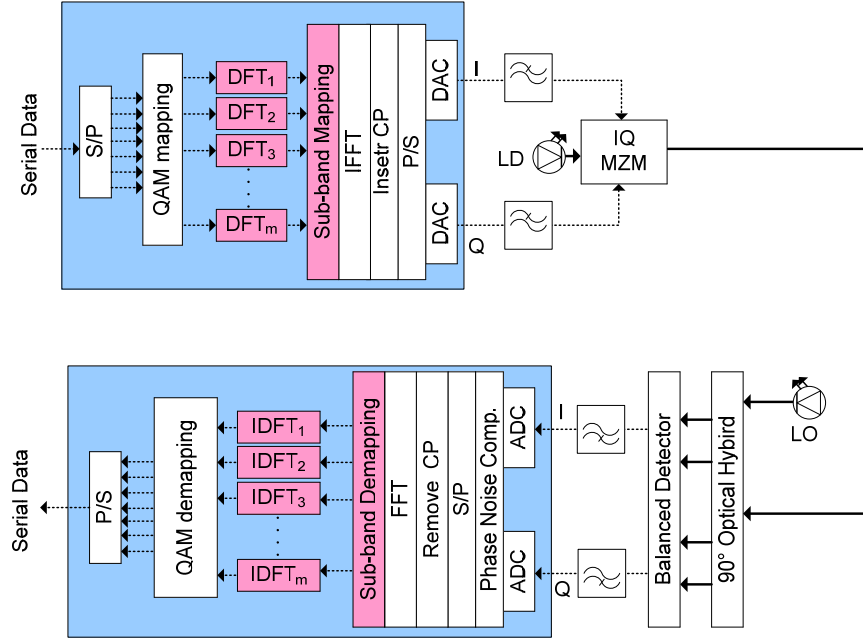 Serial Data
S/P
QAM mapping
DFT1
DFT2
DFT3
DFTm
Sub-band Mapping
IFFT
Insetr CP
P/S
DAC
DAC
I
Q
LD
IQ
MZM
Serial Data
P/S
QAM demapping
IDFT1
IDFT2
IDFT3
IDFTm
Sub-band Demapping
FFT
Remove CP
S/P
Phase Noise Comp.
ADC
ADC
I
Q
Balanced Detector
90° Optical Hybird
LO